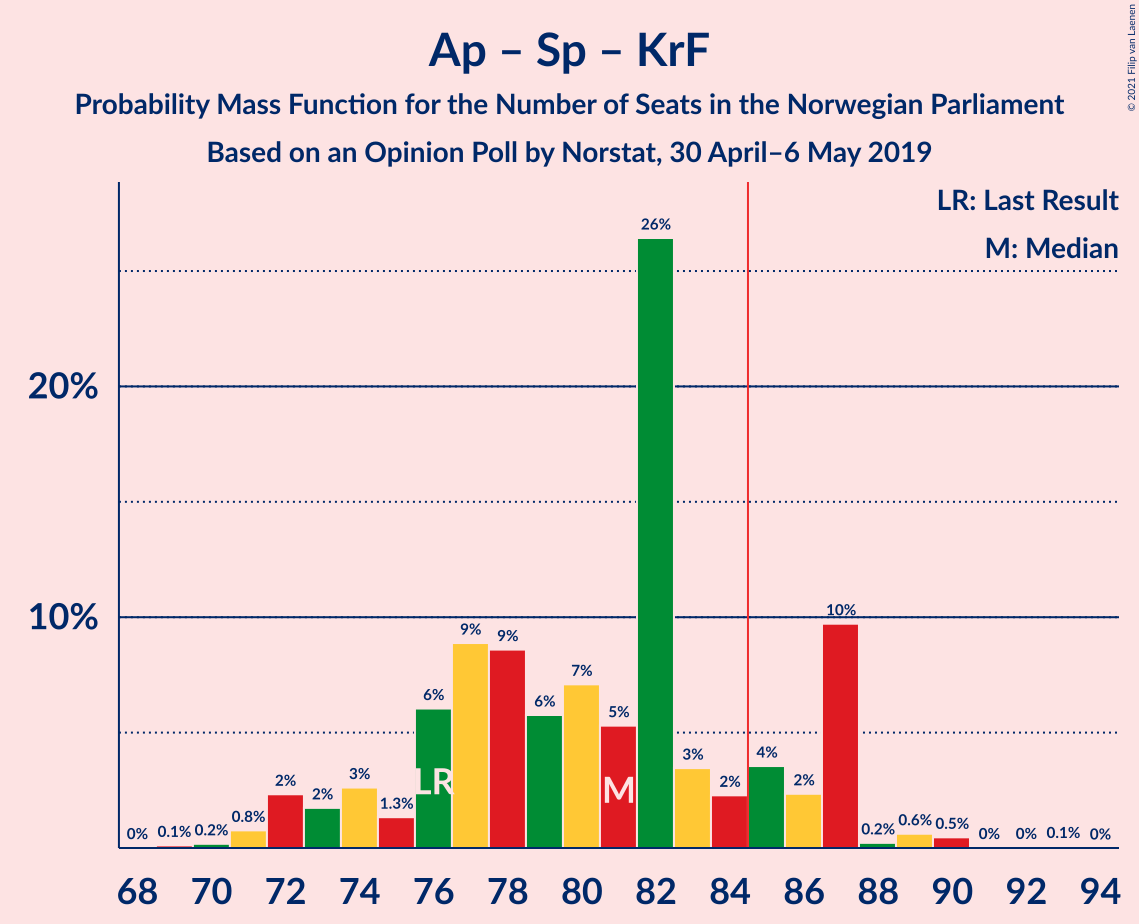 Ap – Sp – KrF
Probability Mass Function for the Number of Seats in the Norwegian Parliament
Based on an Opinion Poll by Norstat, 30 April–6 May 2019
© 2021 Filip van Laenen
LR: Last Result
M: Median
20%
10%
0% 0.1% 0.2% 0.8% 2% 2% 3% 1.3% 6% 9% 9% 6% 7% 5% 26% 3% 2% 4% 2% 10% 0.2% 0.6% 0.5% 0% 0% 0.1% 0%
LR M
68 70 72 74 76 78 80 82 84 86 88 90 92 94